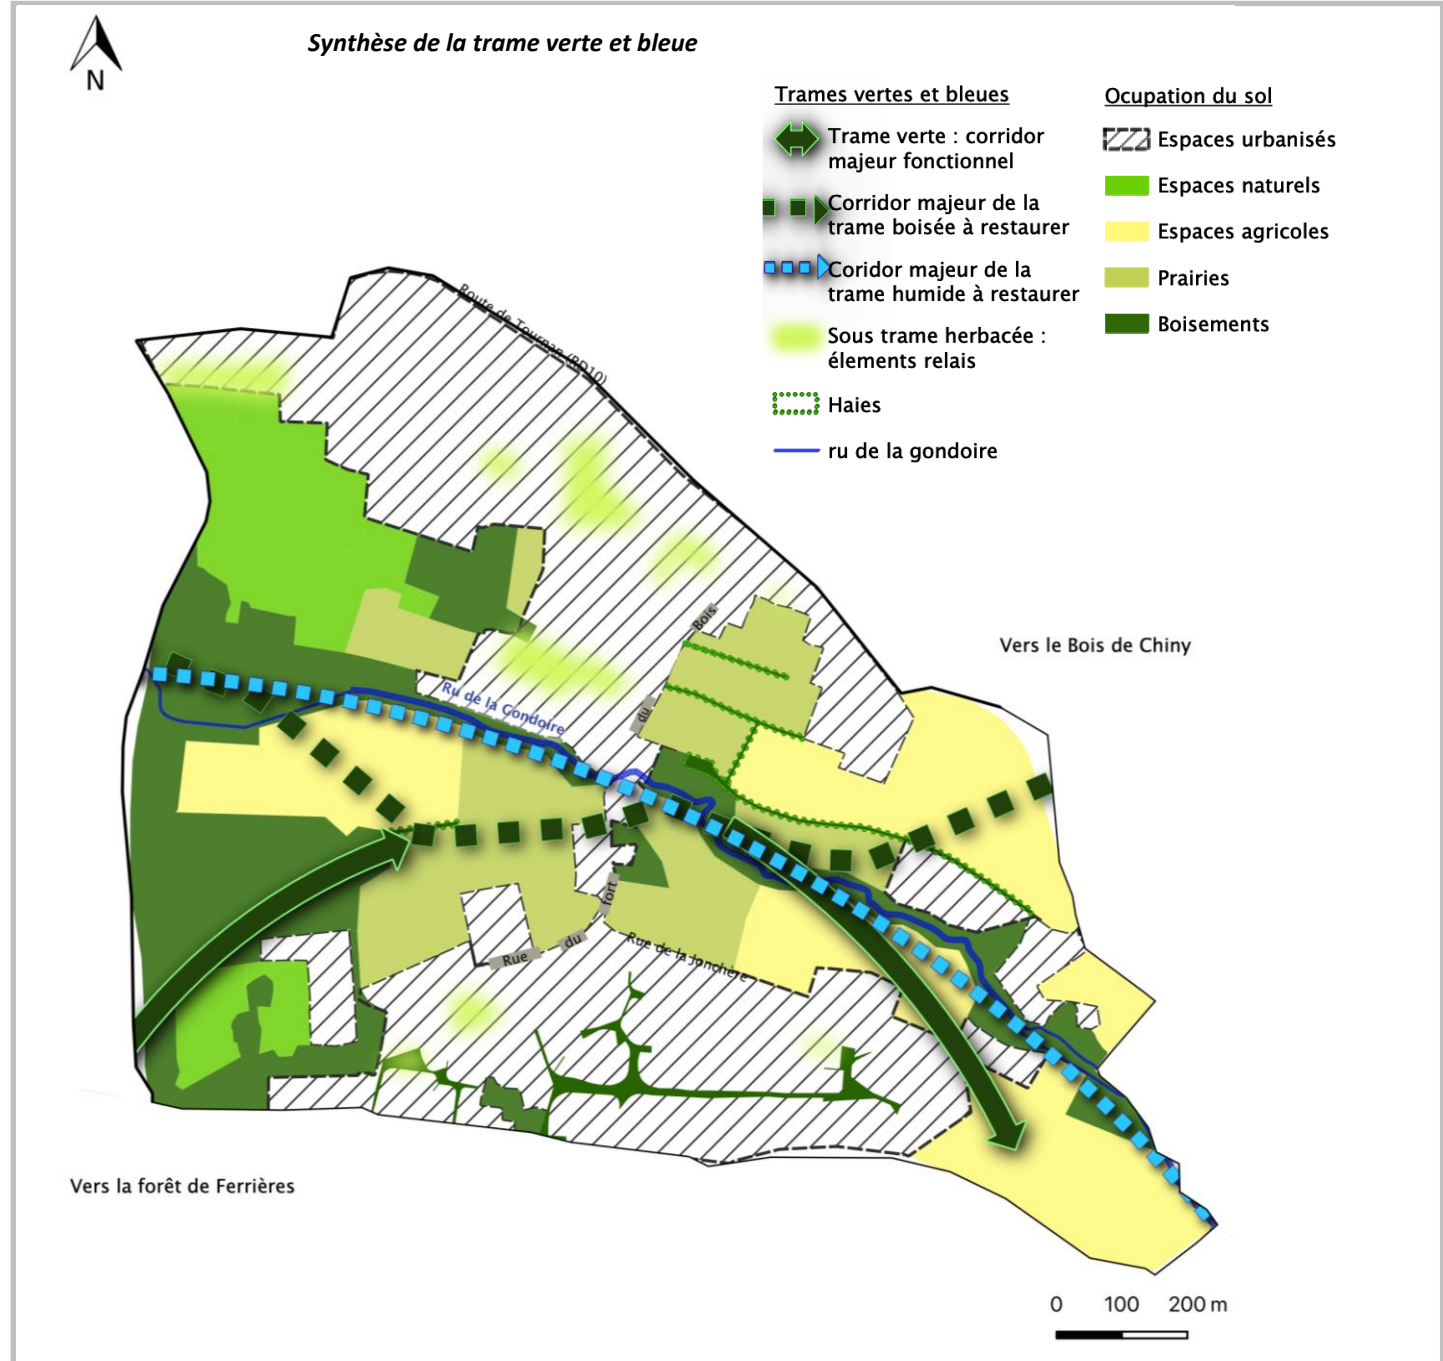 Synthèse de la trame verte et bleue
N
Trames vertes et bleues
Trame verte : corridor
majeur fonctionnel
Corridor majeur de la
trame boisée à restaurer
Coridor majeur de la
trame humide à restaurer
Sous trame herbacée :
élements relais
Haies
ru de la gondoire
Ocupation du sol
Espaces urbanisés
Espaces naturels
Espaces agricoles
Prairies
Boisements
Route de Tournan (RD10)
Bois
du
Vers le Bois de Chiny
Ru de la Gondoire
fort
du
Rue
Rue de la Jonchère
Vers la forêt de Ferrières
0 100 200 m